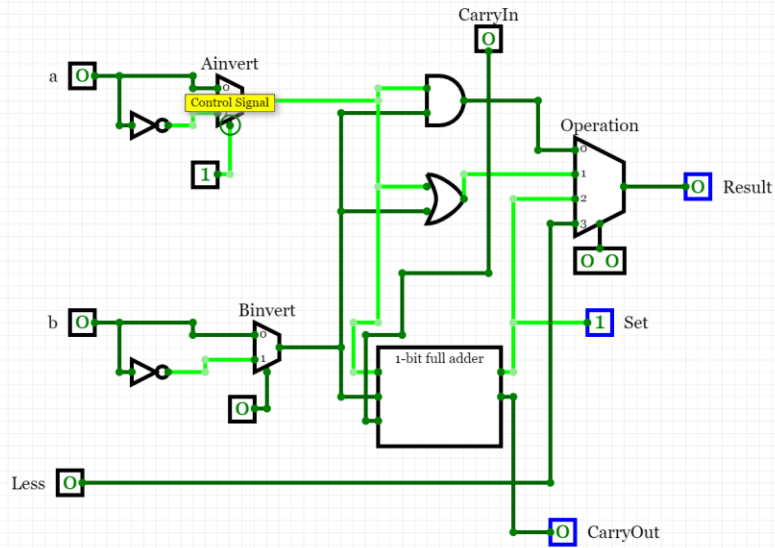 CarryIn
0
a 0 Ainvert
0
Control Signal
1
Operation
0
1
2
3
0 Result
0 0
b 0 Binvert
0
1
0
1 Set
1-bit full adder
Less 0
0 CarryOut